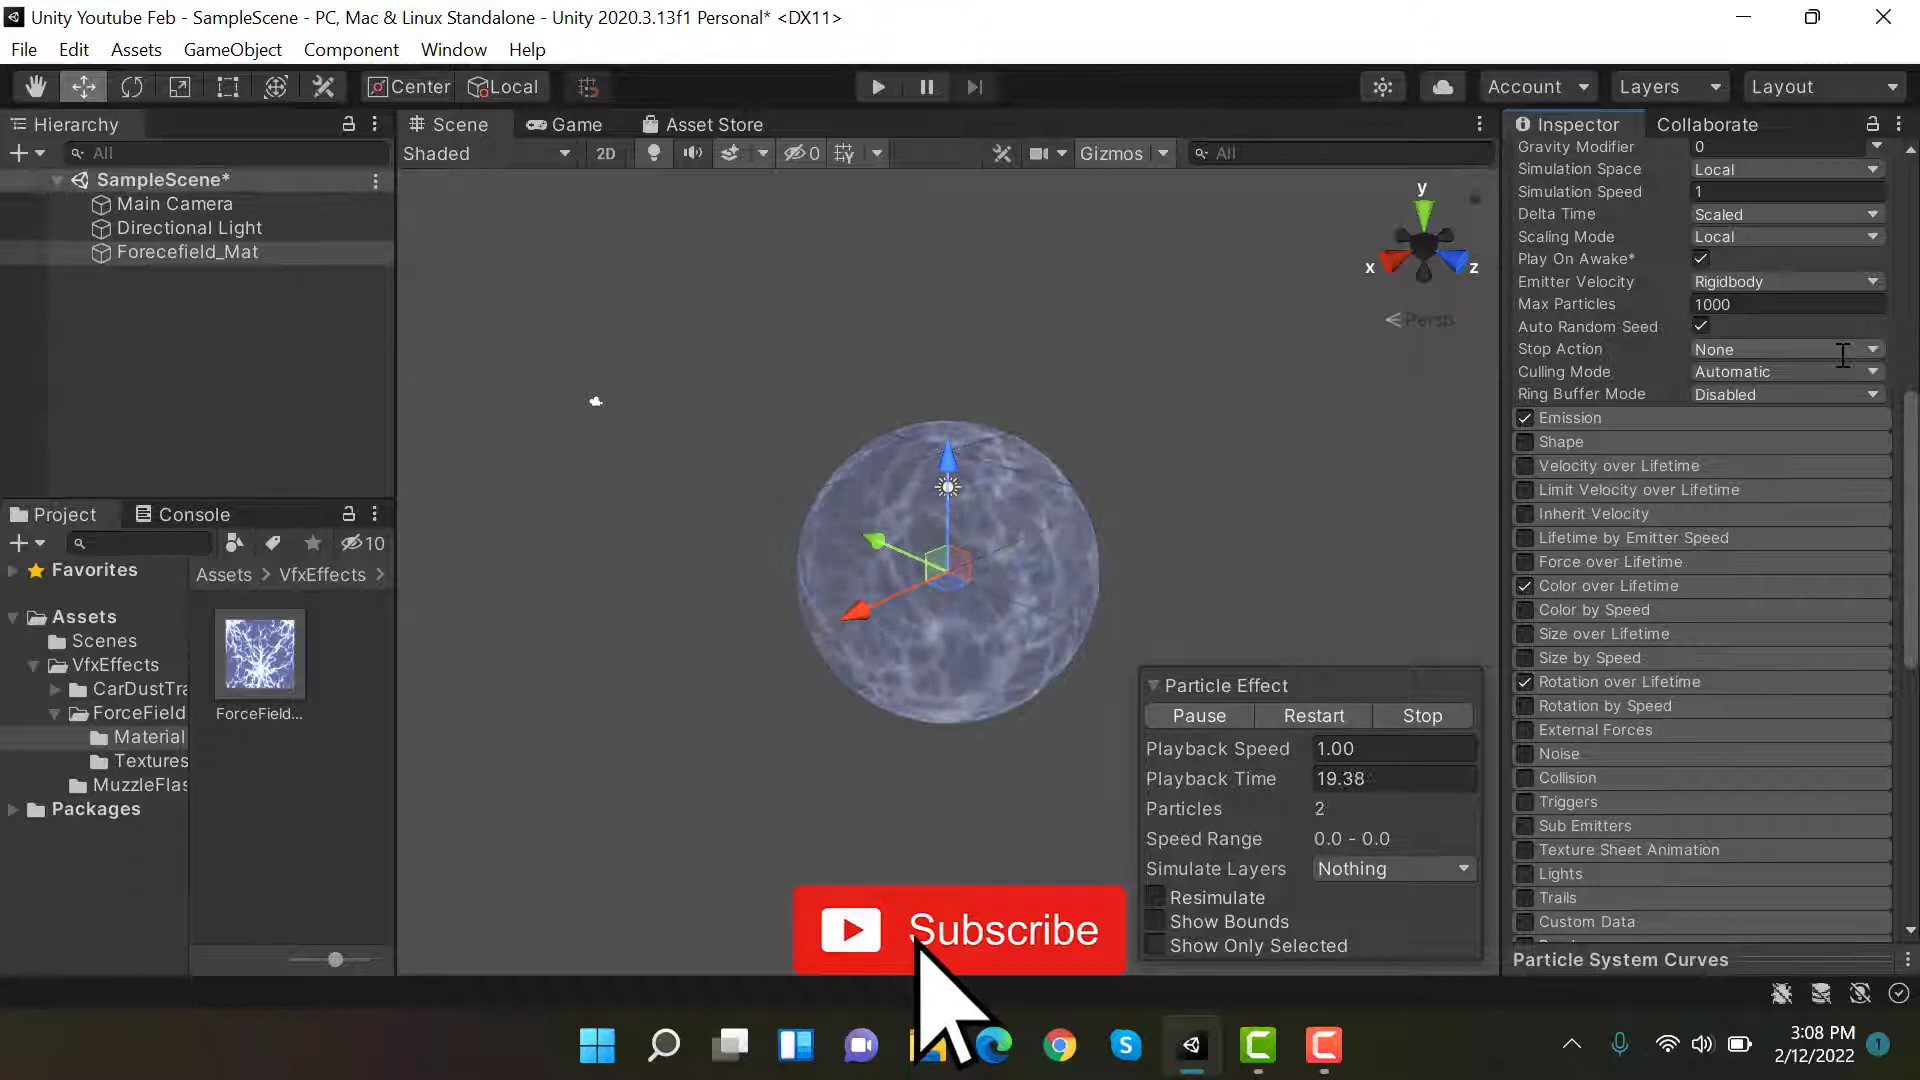 Unity Youtube Feb - SampleScene - PC, Mac & Linux Standalone - Unity 2020.3.13f1 Personal* <DX11>
File Edit Assets GameObject Component Window Help
Center Local Account Layers Layout
Hierarchy
All
SampleScene*
Main Camera
Directional Light
Forecefield_Mat
Scene Game Asset Store
Shaded 2D 0 Gizmos All
y
x z
Persp
Inspector Collaborate
Gravity Modifier 0
Simulation Space Local
Simulation Speed 1
Delta Time Scaled
Scaling Mode Local
Play On Awake*
Emitter Velocity Rigidbody
Max Particles 1000
Auto Random Seed
Stop Action None
Culling Mode Automatic
Ring Buffer Mode Disabled
Emission
Shape
Velocity over Lifetime
Limit Velocity over Lifetime
Inherit Velocity
Lifetime by Emitter Speed
Force over Lifetime
Color over Lifetime
Color by Speed
Size over Lifetime
Size by Speed
Rotation over Lifetime
Rotation by Speed
External Forces
Noise
Collision
Triggers
Sub Emitters
Texture Sheet Animation
Lights
Trails
Custom Data
Particle System Curves
Project Console
10
Favorites
Assets
Scenes
VfxEffects
CarDustTra
ForceField
Material
Textures
MuzzleFlas
Packages
Assets > VfxEffects >
ForceField...
Particle Effect
Pause Restart Stop
Playback Speed 1.00
Playback Time 19.38
Particles 2
Speed Range 0.0 - 0.0
Simulate Layers Nothing
Resimulate
Show Bounds
Show Only Selected
Subscribe
3:08 PM
2/12/2022
1